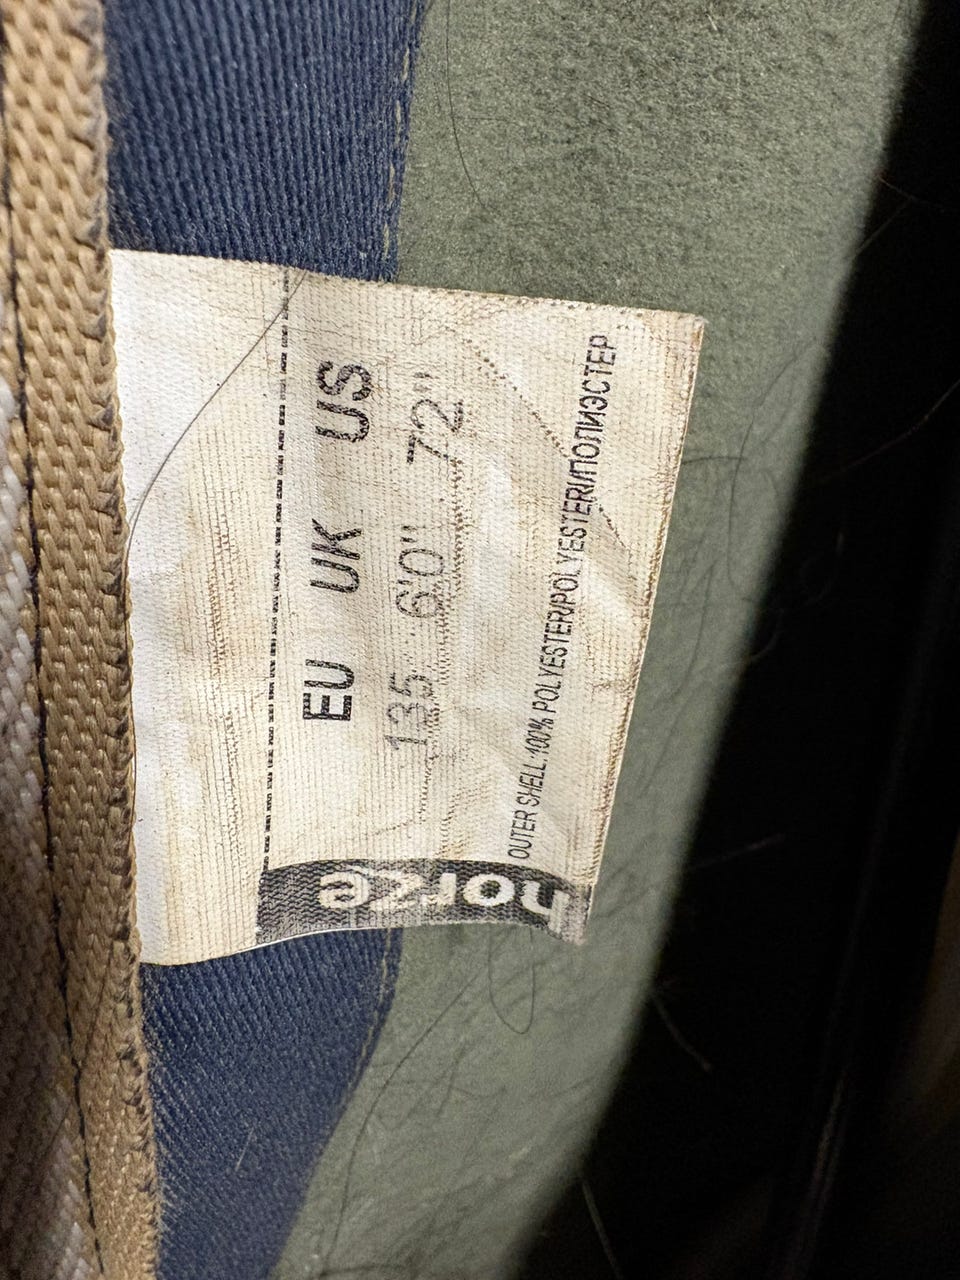 horze
EU UK US
135 6'0" 72"
OUTER SHELL:100% POLYESTER/POLYESTER/ПОЛИЭСТЕР